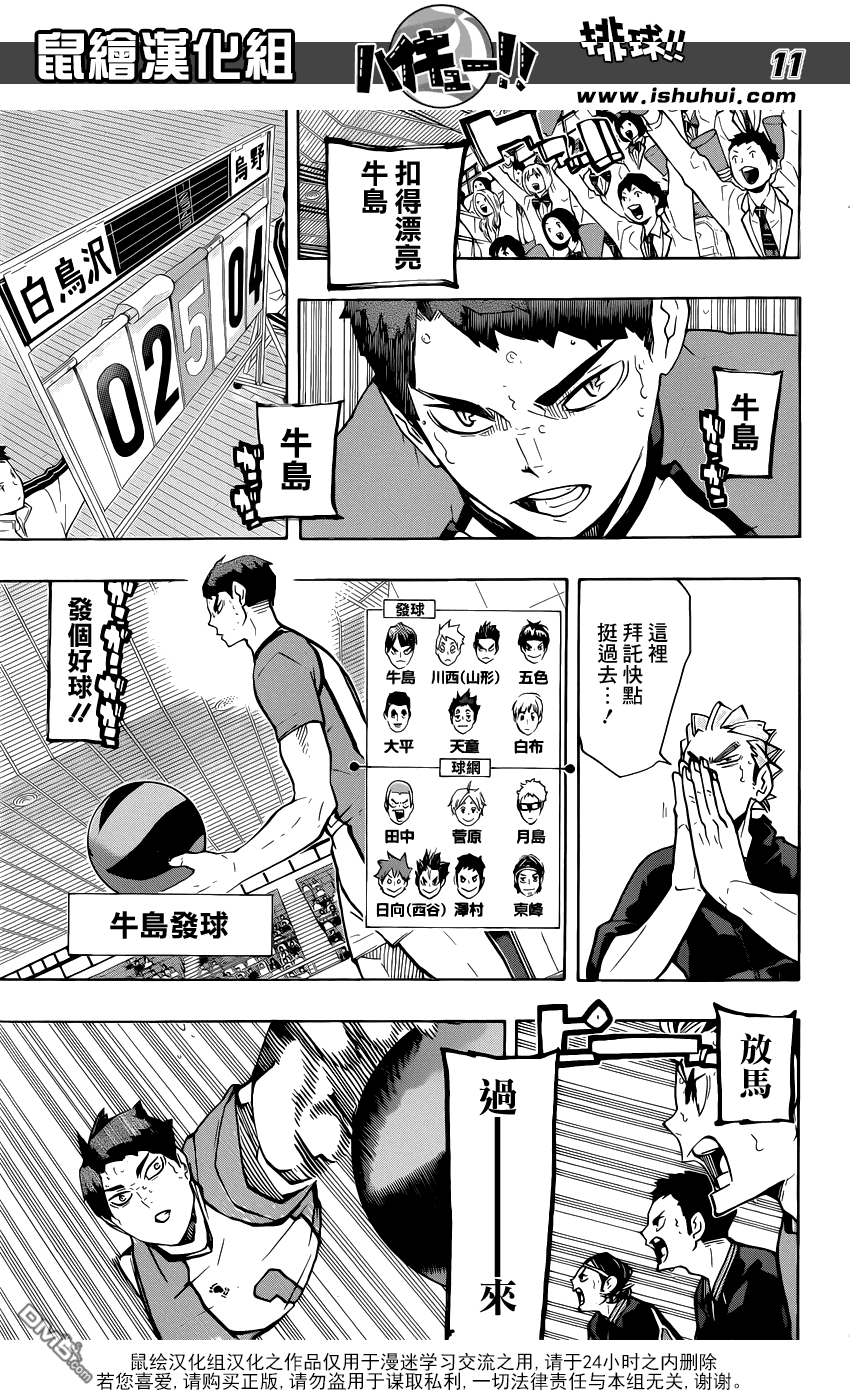 鼠繪漢化組
ハイキュー!!
排球!!
11
www.ishuhui.com
扣得漂亮
牛島
烏野
白鳥沢
02
5
04
牛島
牛島
這裡
拜託快點
挺過去…!
發球
牛島
川西(山形)
五色
大平
天童
白布
球網
田中
菅原
月島
日向(西谷)
澤村
東峰
發個好球!!
牛島發球
放馬
過——來
鼠绘汉化组汉化之作品仅用于漫迷学习交流之用, 请于24小时之内删除
若您喜爱, 请购买正版, 请勿盗用于谋取私利, 一切法律责任与本组无关, 谢谢。